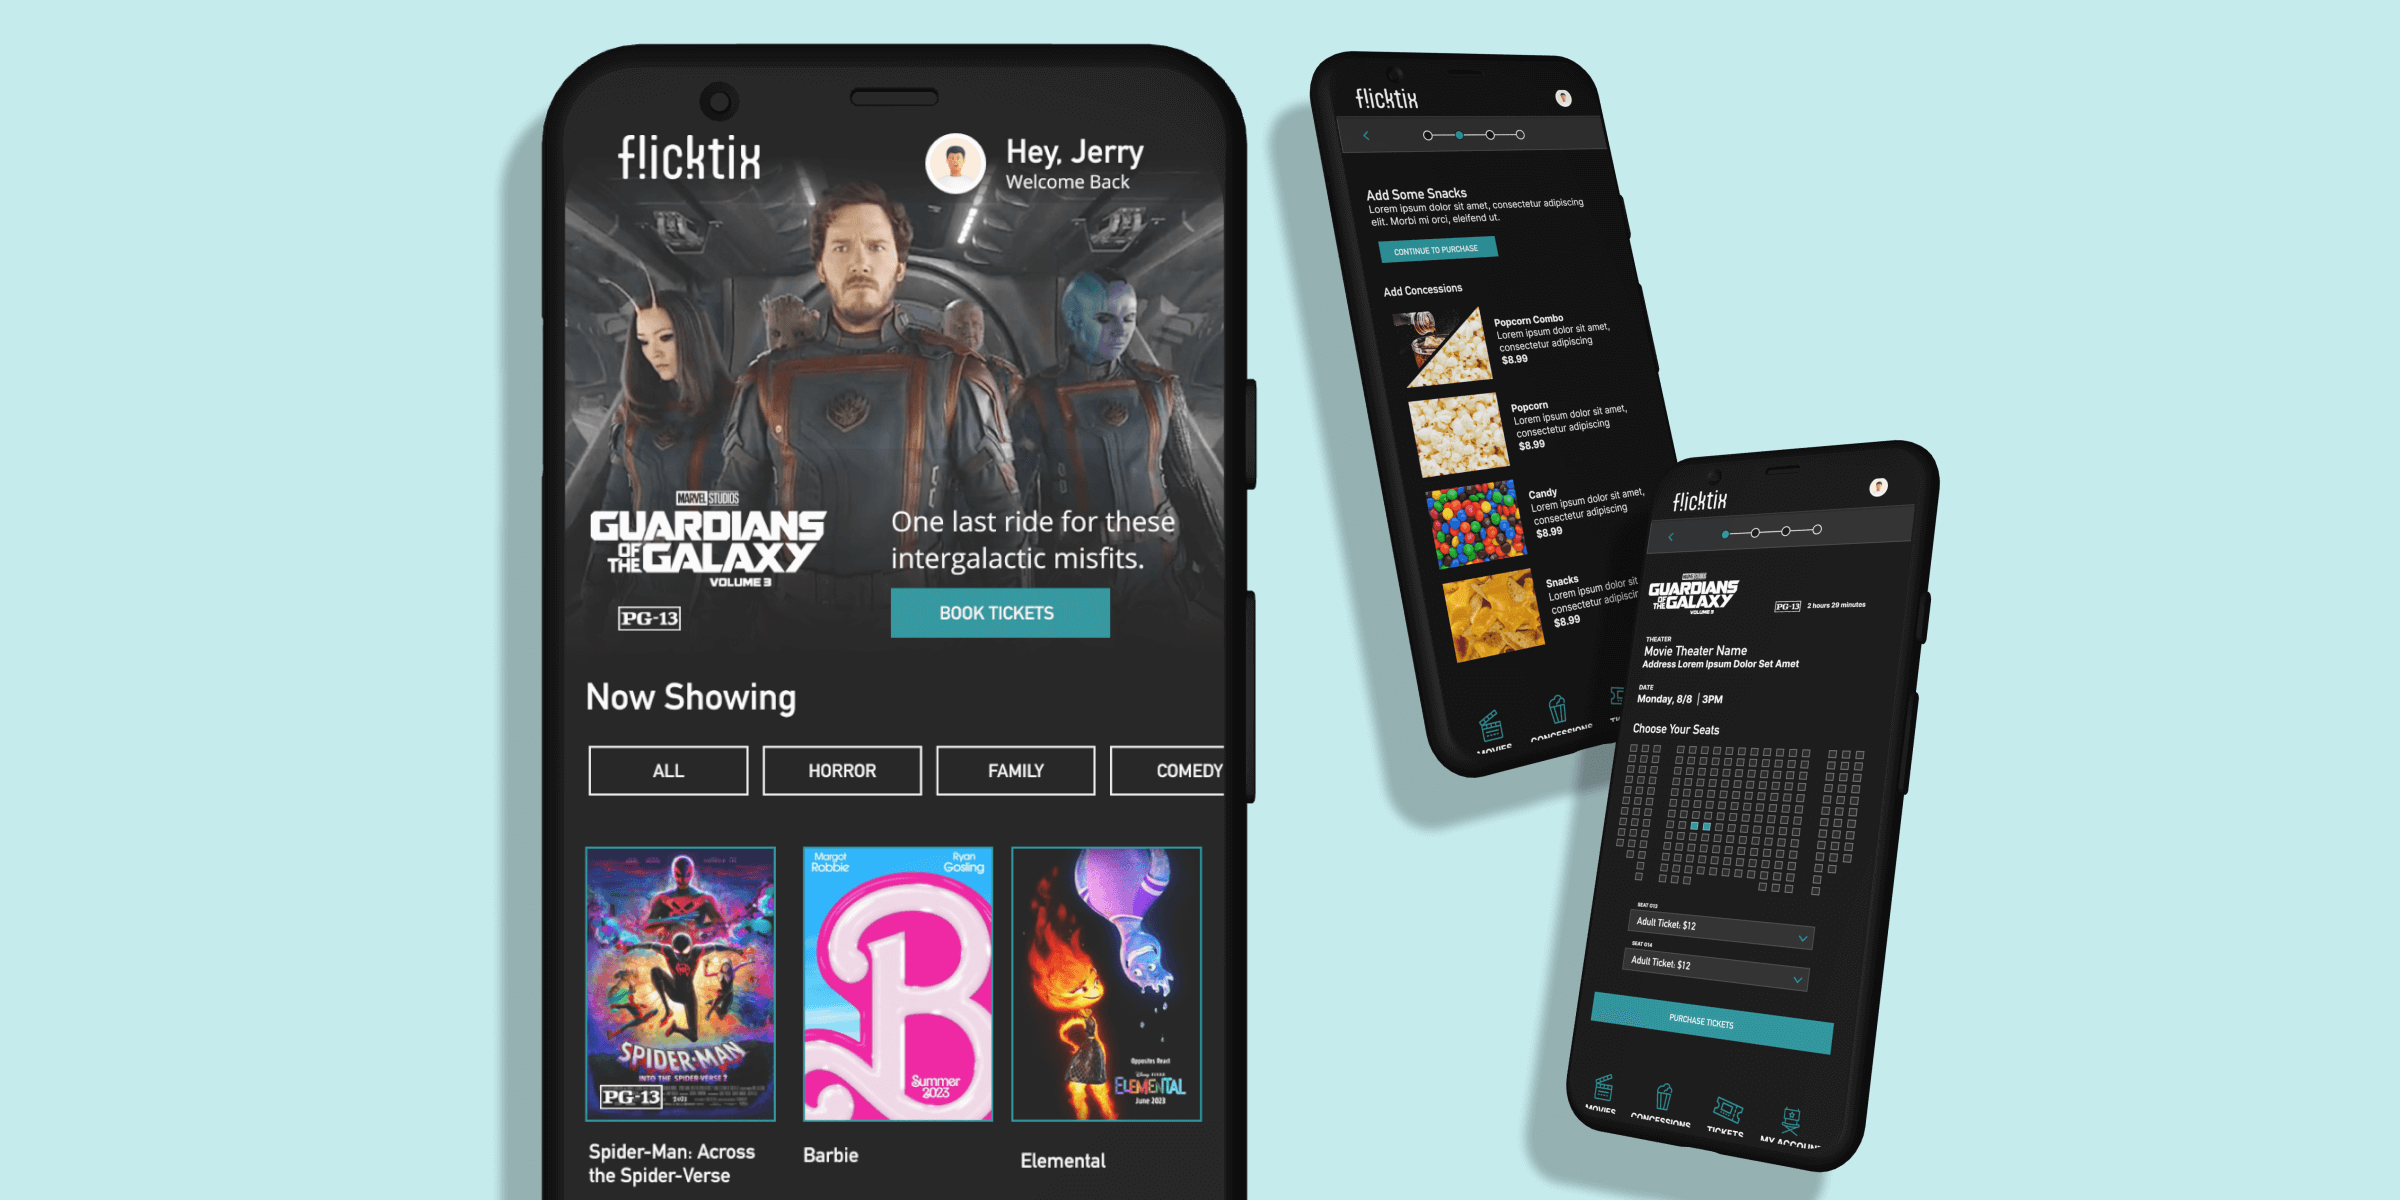 flicktix
Hey, Jerry
Welcome Back
MARVEL STUDIOS
GUARDIANS
OF THE GALAXY
VOLUME 3
PG-13
One last ride for these
intergalactic misfits.
BOOK TICKETS
Now Showing
ALL
HORROR
FAMILY
COMEDY
SPIDER-MAN
INTO THE SPIDER-VERSE 2
PG-13
Spider-Man: Across
the Spider-Verse
Margot
Robbie
Ryan
Gosling
Summer
2023
Barbie
Opposites React
Disney PIXAR
ELEMENTAL
June 2023
Elemental
flicktix
Add Some Snacks
Lorem ipsum dolor sit amet, consectetur adipiscing
elit. Morbi mi orci, eleifend ut.
CONTINUE TO PURCHASE
Add Concessions
Popcorn Combo
Lorem ipsum dolor sit amet,
consectetur adipiscing
$8.99
Popcorn
Lorem ipsum dolor sit amet,
consectetur adipiscing
$8.99
Candy
Lorem ipsum dolor sit amet,
consectetur adipiscing
$8.99
Snacks
Lorem ipsum dolor sit
consectetur adipiscin
$8.99
MOVIES
CONCESSIONS
flicktix
MARVEL STUDIOS
GUARDIANS
OF THE GALAXY
VOLUME 3
PG-13
2 hours 29 minutes
THEATER
Movie Theater Name
Address Lorem Ipsum Dolor Set Amet
DATE
Monday, 8/8 | 3PM
Choose Your Seats
SEAT G13
Adult Ticket: $12
SEAT G14
Adult Ticket: $12
PURCHASE TICKETS
MOVIES
CONCESSIONS
TICKETS
MY ACCOUNT